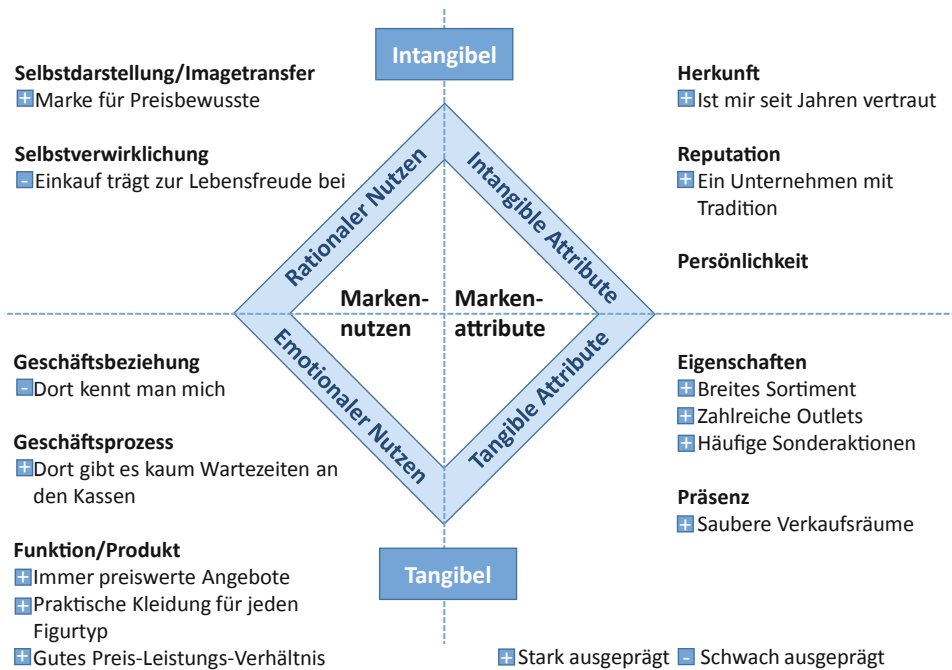 Intangibel
Selbstdarstellung/Imagetransfer
+ Marke für Preisbewusste
Selbstverwirklichung
- Einkauf trägt zur Lebensfreude bei
Herkunft
+ Ist mir seit Jahren vertraut
Reputation
+ Ein Unternehmen mit
Tradition
Persönlichkeit
Rationaler Nutzen
Intangible Attribute
Marken-
nutzen
Marken-
attribute
Emotionaler Nutzen
Tangible Attribute
Geschäftsbeziehung
- Dort kennt man mich
Geschäftsprozess
+ Dort gibt es kaum Wartezeiten an
den Kassen
Funktion/Produkt
+ Immer preiswerte Angebote
+ Praktische Kleidung für jeden
Figurtyp
+ Gutes Preis-Leistungs-Verhältnis
Eigenschaften
+ Breites Sortiment
+ Zahlreiche Outlets
+ Häufige Sonderaktionen
Präsenz
+ Saubere Verkaufsräume
Tangibel
+ Stark ausgeprägt - Schwach ausgeprägt